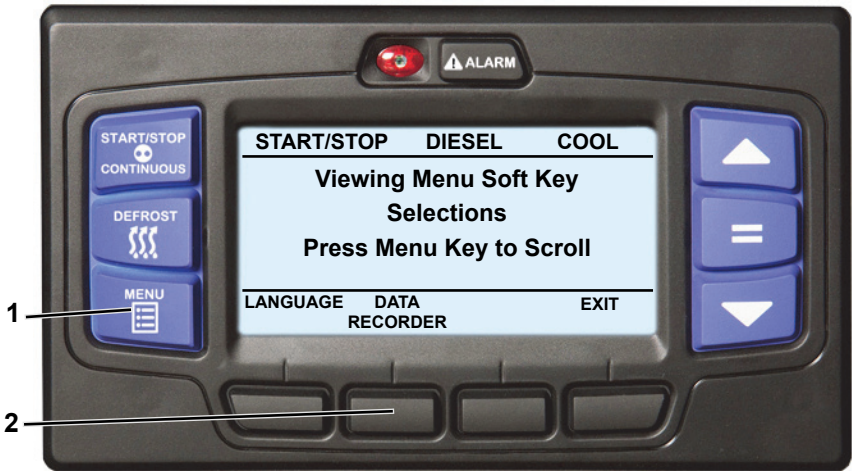 ALARM
START/STOP
CONTINUOUS
DEFROST
MENU
START/STOP DIESEL COOL
Viewing Menu Soft Key
Selections
Press Menu Key to Scroll
LANGUAGE DATA RECORDER EXIT
=
1
2